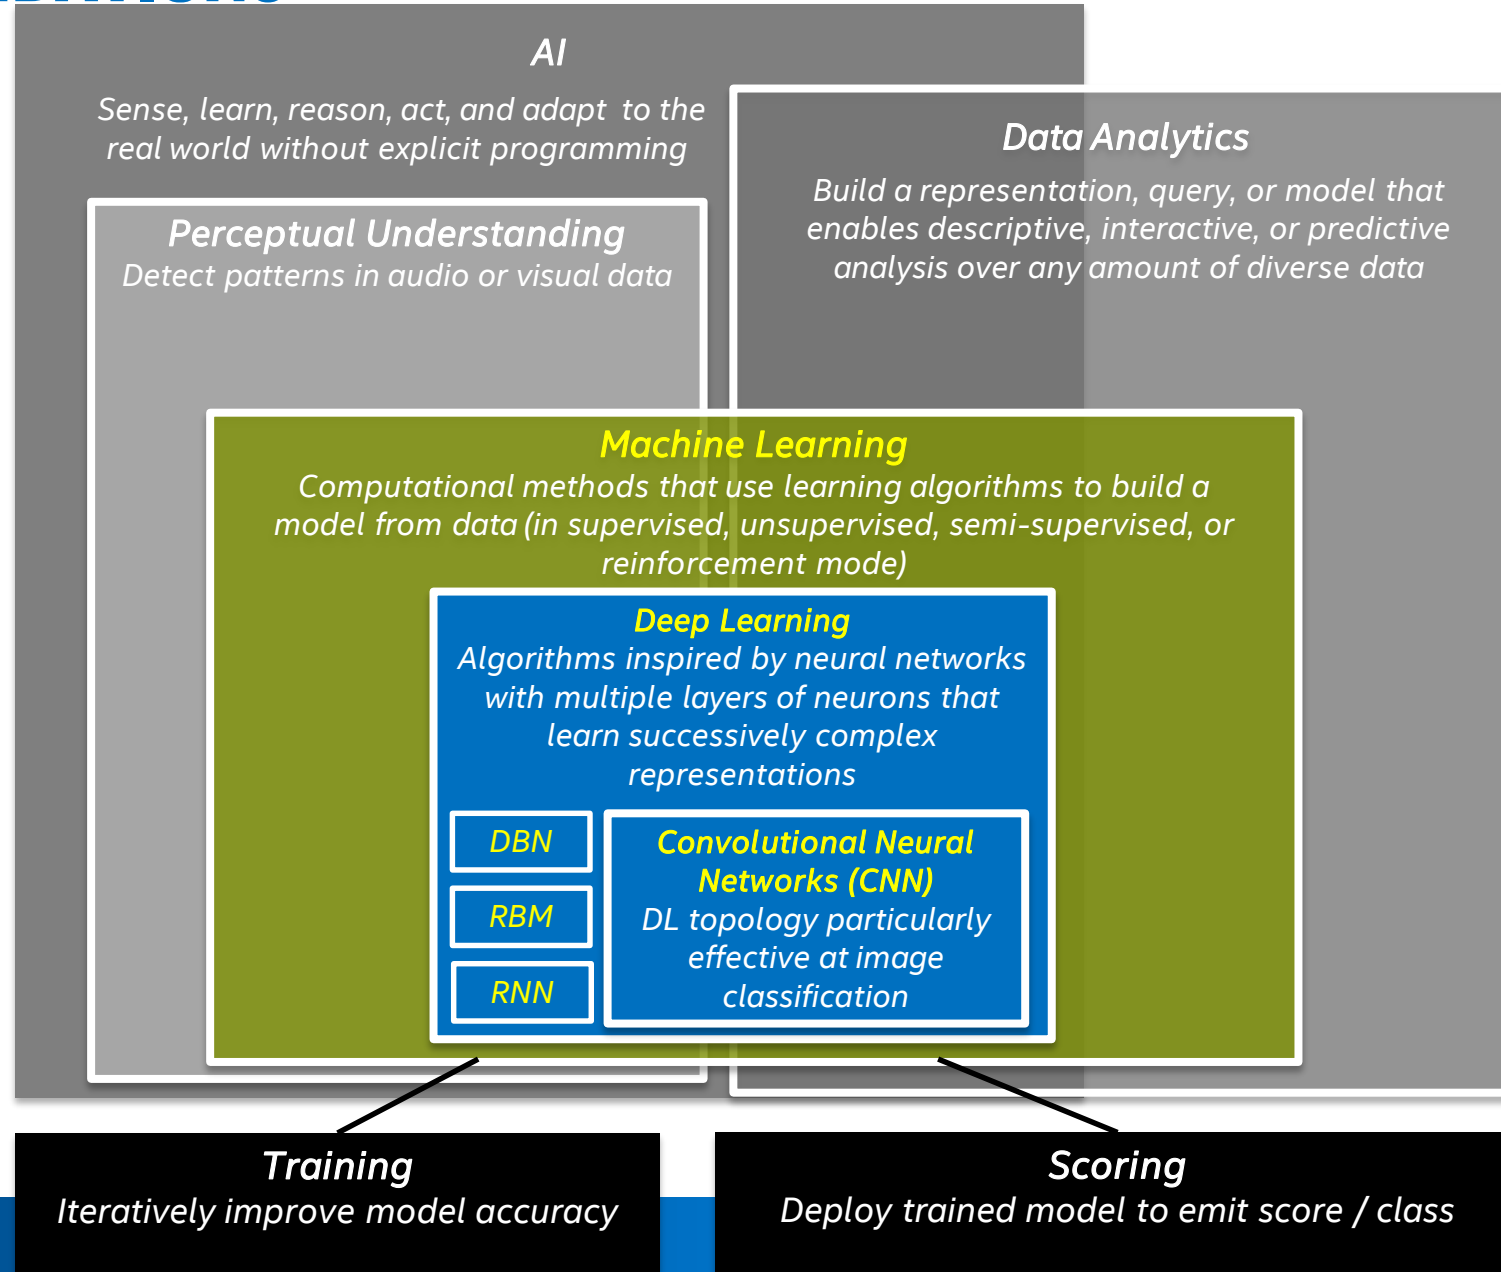 AI
Sense, learn, reason, act, and adapt to the
real world without explicit programming
Data Analytics
Build a representation, query, or model that
enables descriptive, interactive, or predictive
analysis over any amount of diverse data
Perceptual Understanding
Detect patterns in audio or visual data
Machine Learning
Computational methods that use learning algorithms to build a
model from data (in supervised, unsupervised, semi-supervised, or
reinforcement mode)
Deep Learning
Algorithms inspired by neural networks
with multiple layers of neurons that
learn successively complex
representations
DBN
RBM
RNN
Convolutional Neural
Networks (CNN)
DL topology particularly
effective at image
classification
Training
Iteratively improve model accuracy
Scoring
Deploy trained model to emit score / class